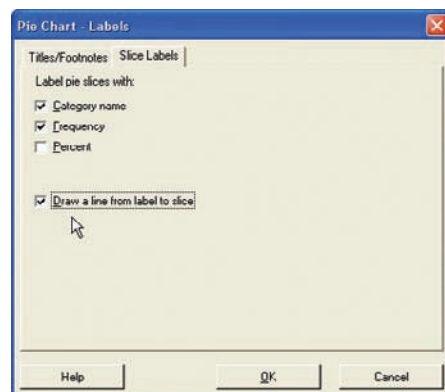 Pie Chart - Labels
Titles/Footnotes Slice Labels
Label pie slices with:
Category name
Frequency
Percent
Draw a line from label to slice
Help OK Cancel